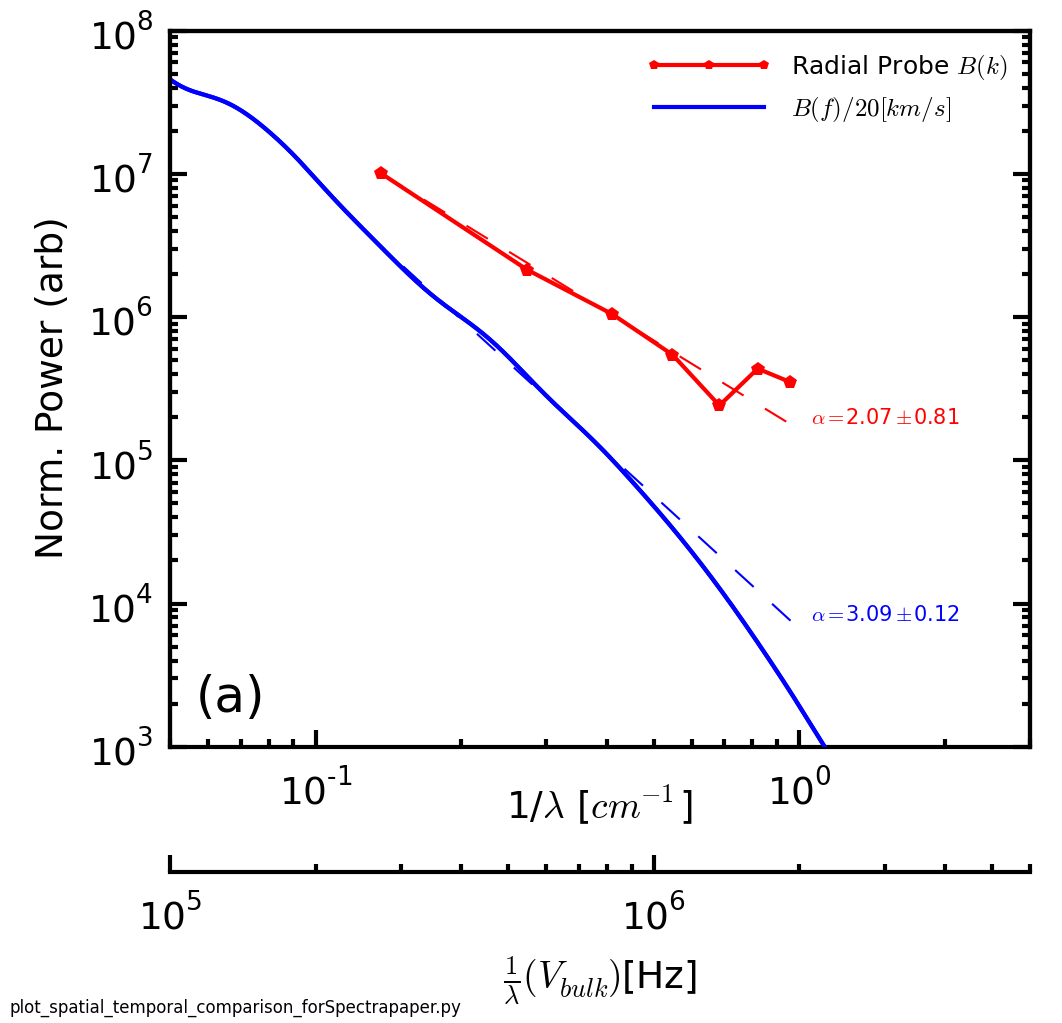 10^8
10^7
10^6
10^5
10^4
10^3
Norm. Power (arb)
Radial Probe B(k)
B(f)/20[km/s]
α=2.07±0.81
α=3.09±0.12
(a)
10^-1 10^0
1/λ [cm^-1]
10^5 10^6
1/λ(V_bulk)[Hz]
plot_spatial_temporal_comparison_forSpectrapaper.py